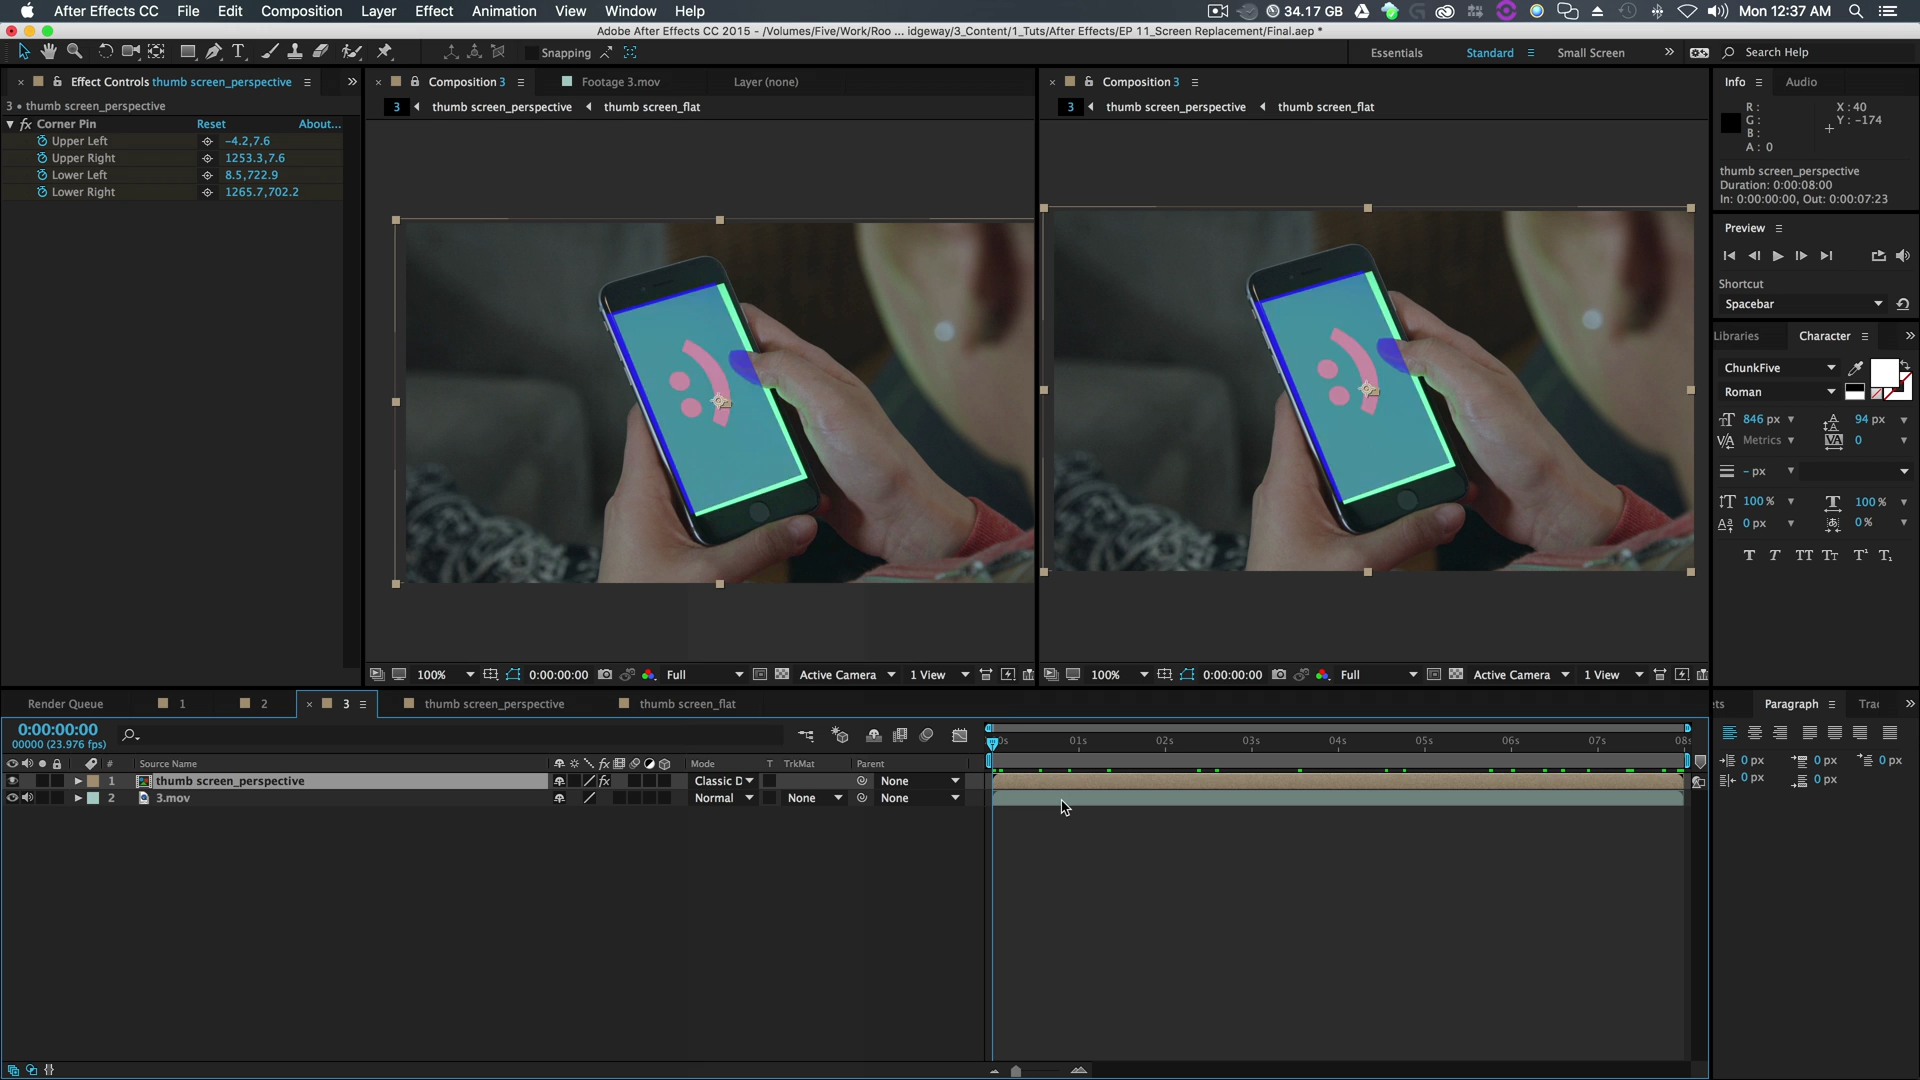 After Effects CC File Edit Composition Layer Effect Animation View Window Help 34.17 GB Mon 12:37 AM
Adobe After Effects CC 2015 - /Volumes/Five/Work/Roo ... idgeway/3_Content/1_Tuts/After Effects/EP 11_Screen Replacement/Final.aep *
Snapping Essentials Standard Small Screen Search Help
Effect Controls thumb screen_perspective
3 • thumb screen_perspective
fx Corner Pin Reset About...
Upper Left -4.2,7.6
Upper Right 1253.3,7.6
Lower Left 8.5,722.9
Lower Right 1265.7,702.2
Composition 3 Footage 3.mov Layer (none)
3 thumb screen_perspective thumb screen_flat
100% 0:00:00:00 Full Active Camera 1 View
Composition 3
3 thumb screen_perspective thumb screen_flat
100% 0:00:00:00 Full Active Camera 1 View
Info Audio
R :
G :
B :
A : 0
X : 40
Y : -174
thumb screen_perspective
Duration: 0:00:08:00
In: 0:00:00:00, Out: 0:00:07:23
Preview
Shortcut
Spacebar
Libraries Character
ChunkFive
Roman
846 px 94 px
Metrics 0
- px
100 % 100 %
0 px 0 %
Render Queue 1 2 3 thumb screen_perspective thumb screen_flat
0:00:00:00
00000 (23.976 fps)
01s 02s 03s 04s 05s 06s 07s
# Source Name Mode T TrkMat Parent
1 thumb screen_perspective fx Classic D None
2 3.mov Normal None None
Paragraph
0 px 0 px 0 px
0 px 0 px